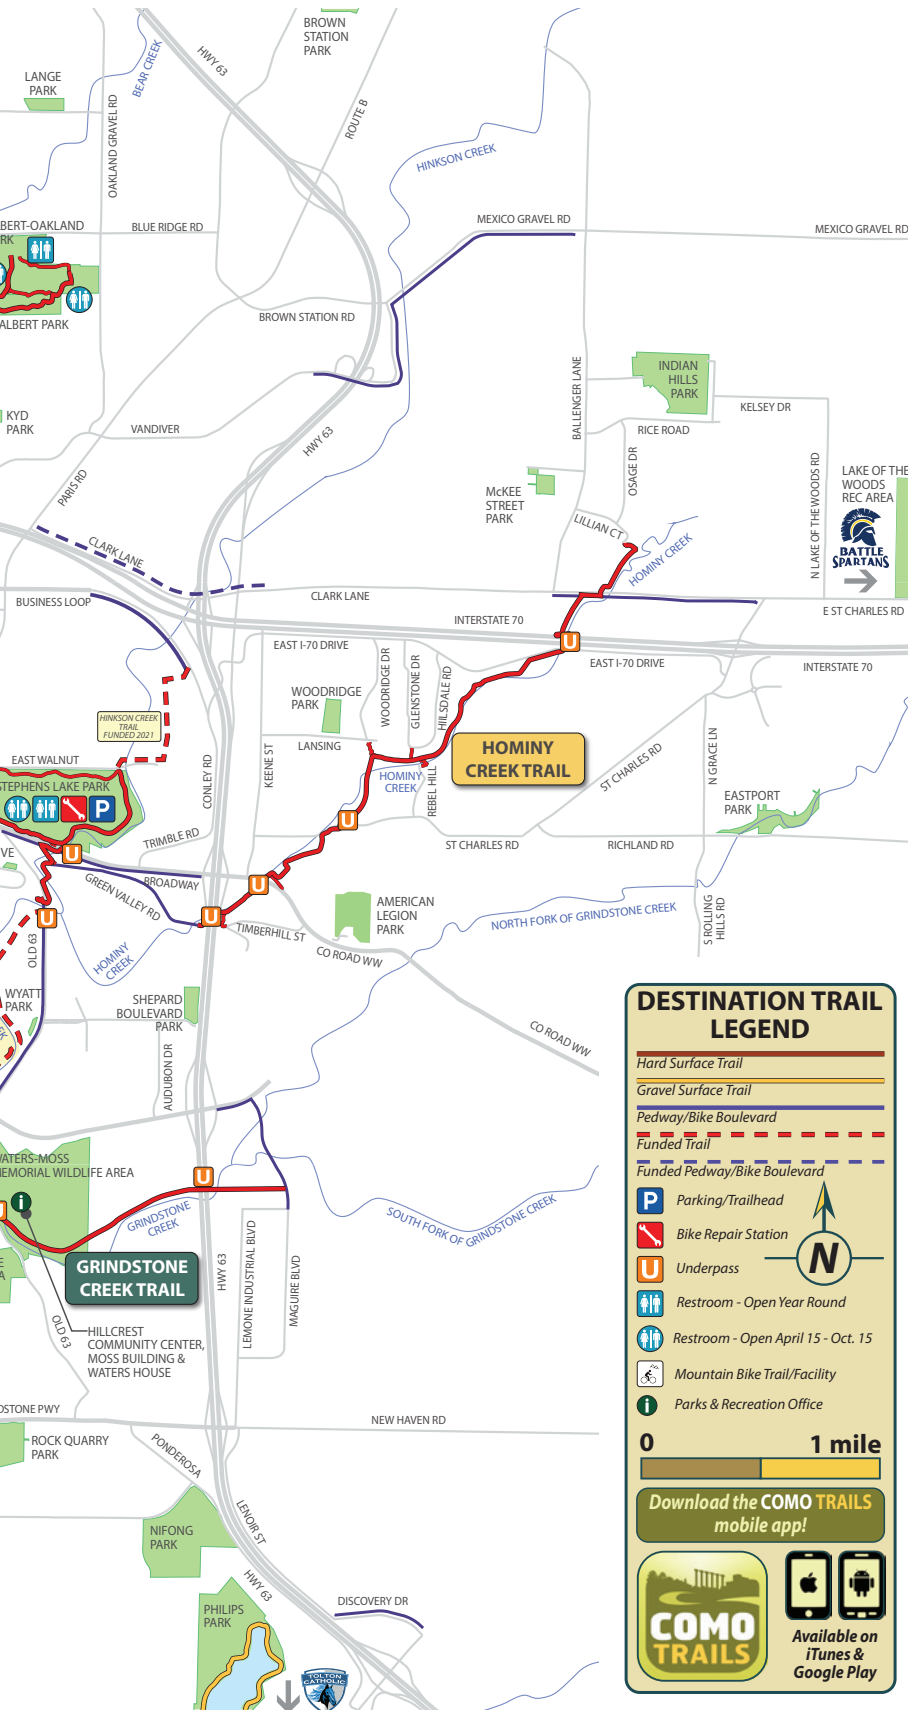 BROWN
STATION
PARK
HWY 63
BEAR CREEK
LANGE
PARK
OAKLAND GRAVEL RD
ROUTE B
HINKSON CREEK
BERT-OAKLAND
RK
BLUE RIDGE RD
MEXICO GRAVEL RD
MEXICO GRAVEL RD
ALBERT PARK
BROWN STATION RD
INDIAN
HILLS
PARK
BALLENGER LANE
KELSEY DR
KYD
PARK
VANDIVER
HWY 63
RICE ROAD
OSAGE DR
N LAKE OF THE WOODS RD
LAKE OF THE
WOODS
REC AREA
PARIS RD
McKEE
STREET
PARK
LILLIAN CT
BATTLE
SPARTANS
CLARK LANE
HOMINY CREEK
BUSINESS LOOP
CLARK LANE
E ST CHARLES RD
INTERSTATE 70
U
EAST I-70 DRIVE
EAST I-70 DRIVE
INTERSTATE 70
WOODRIDGE DR
GLENSTONE DR
HIILSDALE RD
WOODRIDGE
PARK
HINKSON CREEK
TRAIL
FUNDED 2021
LANSING
HOMINY
CREEK TRAIL
EAST WALNUT
CONLEY RD
KEENE ST
HOMINY
CREEK
REBEL HILL
ST CHARLES RD
N GRACE LN
STEPHENS LAKE PARK
P
EASTPORT
PARK
U
TRIMBLE RD
ST CHARLES RD
RICHLAND RD
VE
U
GREEN VALLEY RD
BROADWAY
U
U
U
AMERICAN
LEGION
PARK
NORTH FORK OF GRINDSTONE CREEK
S ROLLING
HILLS RD
OLD 63
HOMINY
CREEK
TIMBERHILL ST
CO ROAD WW
WYATT
PARK
EK
SHEPARD
BOULEVARD
PARK
CO ROAD WW
AUDUBON DR
WATERS-MOSS
MEMORIAL WILDLIFE AREA
U
i
GRINDSTONE
CREEK
SOUTH FORK OF GRINDSTONE CREEK
GRINDSTONE
CREEK TRAIL
E
A
HWY 63
LEMONE INDUSTRIAL BLVD
MAGUIRE BLVD
OLD 63
HILLCREST
COMMUNITY CENTER,
MOSS BUILDING &
WATERS HOUSE
DSTONE PWY
NEW HAVEN RD
ROCK QUARRY
PARK
PONDEROSA
LENOIR ST
NIFONG
PARK
HWY 63
PHILIPS
PARK
DISCOVERY DR
TOLTON
CATHOLIC
DESTINATION TRAIL
LEGEND
Hard Surface Trail
Gravel Surface Trail
Pedway/Bike Boulevard
Funded Trail
Funded Pedway/Bike Boulevard
P Parking/Trailhead
Bike Repair Station
U Underpass
N
Restroom - Open Year Round
Restroom - Open April 15 - Oct. 15
Mountain Bike Trail/Facility
i Parks & Recreation Office
0 1 mile
Download the COMO TRAILS
mobile app!
COMO
TRAILS
Available on
iTunes &
Google Play